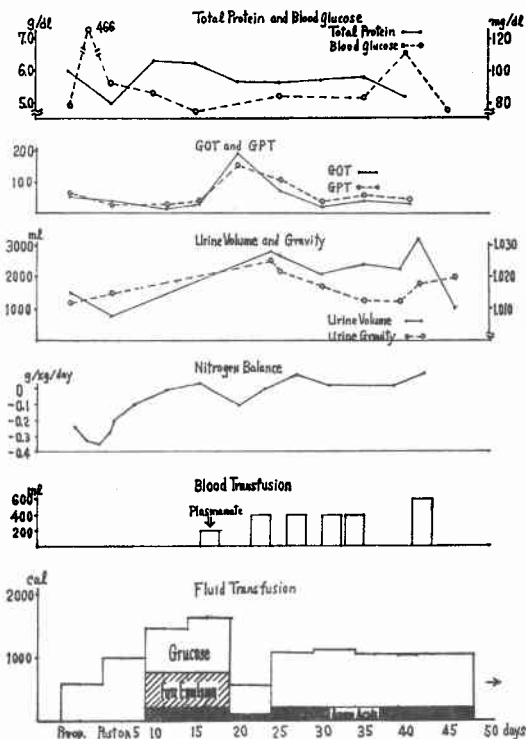 g/dl Total Protein and Blood glucose mg/dl
7.0 466 Total Protein 120
Blood glucose
6.0 100
5.0 80
GOT and GPT
200 GOT
GPT
100
ml Urine Volume and Gravity
3000 1.030
2000 1.020
1000 1.010
Urine Volume
Urine Gravity
g/kg/day Nitrogen Balance
0
-0.1
-0.2
-0.3
-0.4
ml Blood Transfusion
600 Plasmanate
400
200
Cal Fluid Transfusion
2000
Grucose
1000
Fat Emulsion
Amino Acids
Preop. 5 10 15 20 25 30 35 40 45 50 days